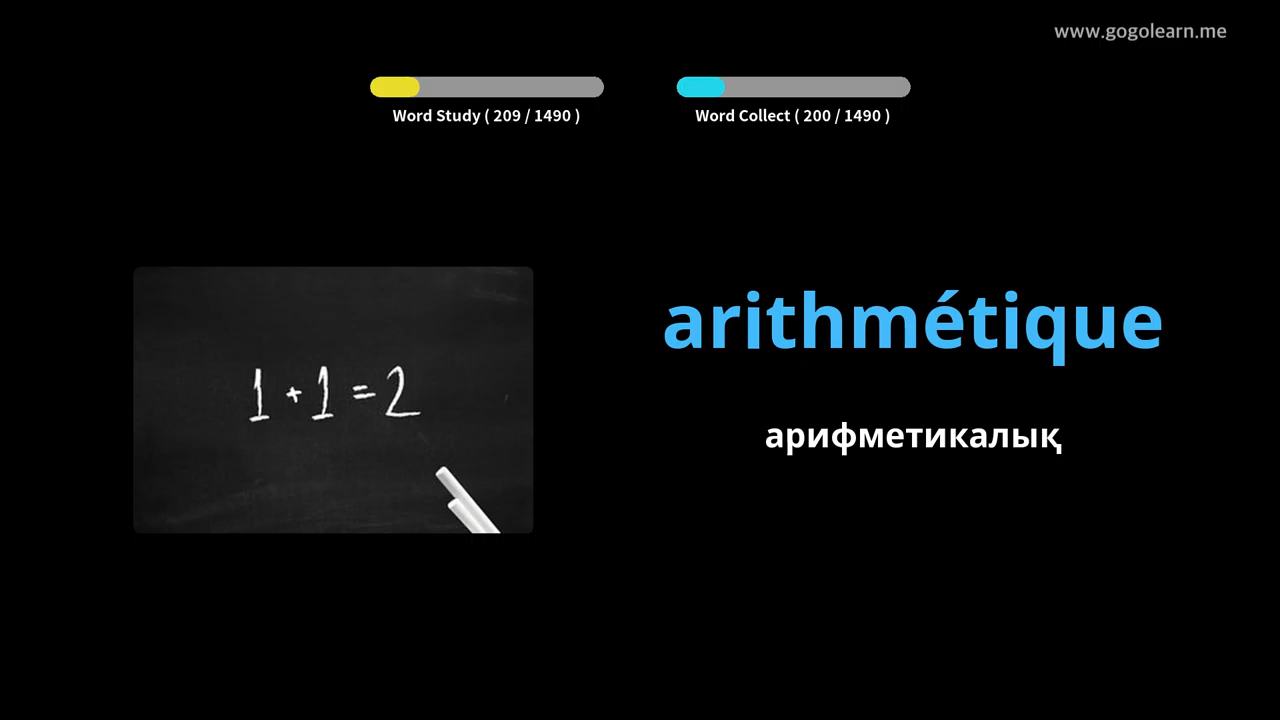 www.gogolearn.me
Word Study ( 209 / 1490 )
Word Collect ( 200 / 1490 )
1 + 1 = 2
arithmétique
арифметикалық